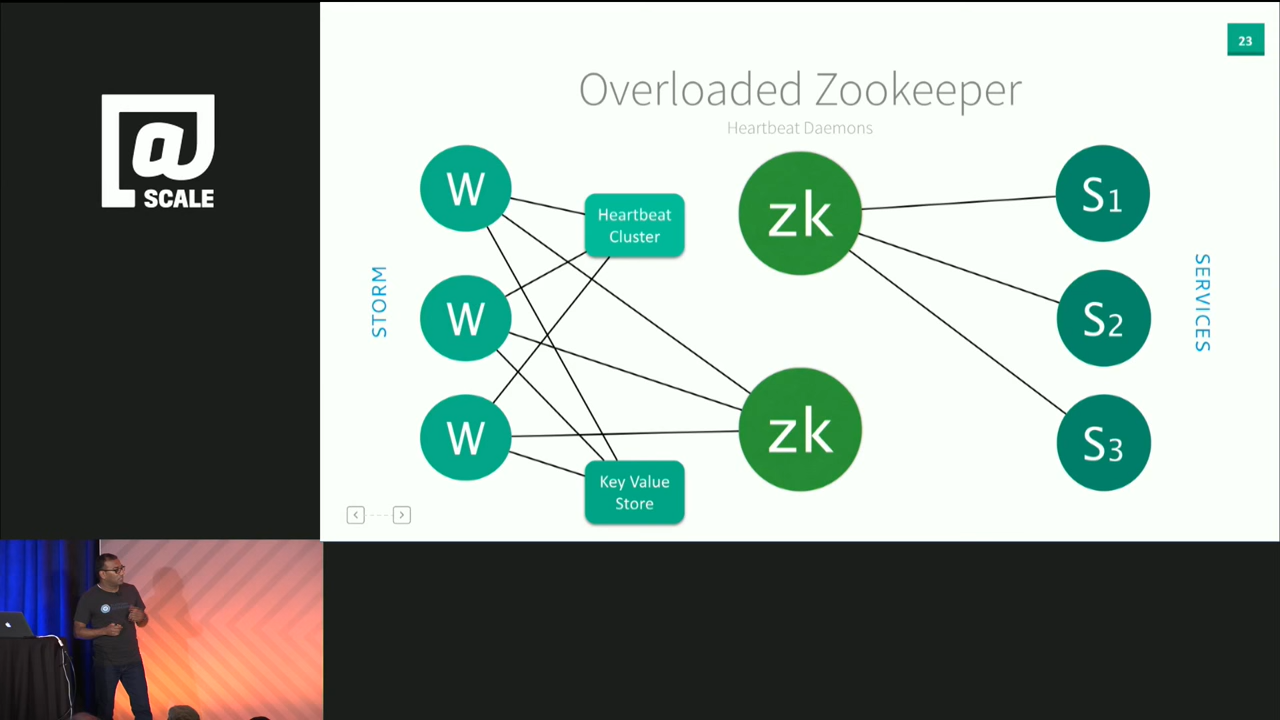 @
SCALE
23
Overloaded Zookeeper
Heartbeat Daemons
STORM
W
W
W
Heartbeat
Cluster
Key Value
Store
zk
zk
S1
S2
S3
SERVICES